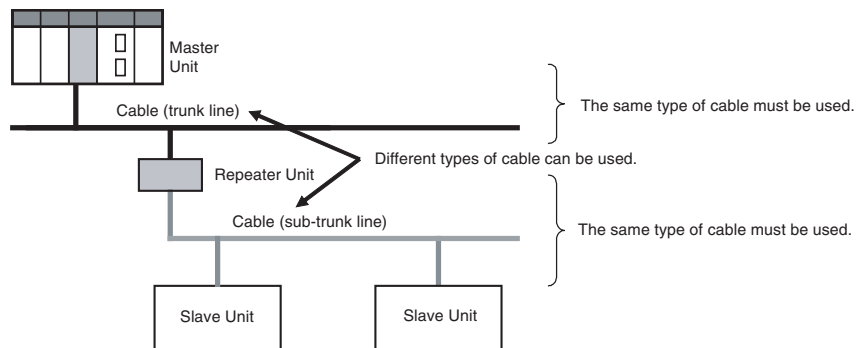 Master
Unit
Cable (trunk line)
The same type of cable must be used.
Different types of cable can be used.
Repeater Unit
Cable (sub-trunk line)
The same type of cable must be used.
Slave Unit
Slave Unit